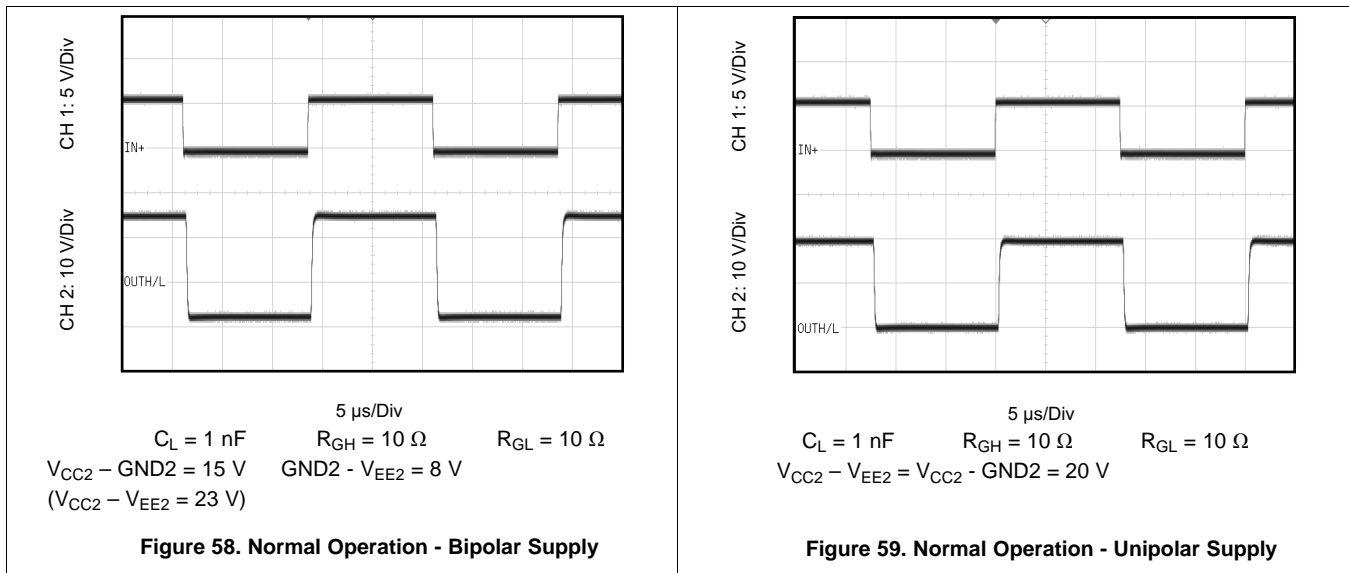 CH 1: 5 V/Div
IN+
CH 2: 10 V/Div
OUTH/L
5 µs/Div
C_L = 1 nF R_GH = 10 Ω R_GL = 10 Ω
V_CC2 – GND2 = 15 V GND2 - V_EE2 = 8 V
(V_CC2 – V_EE2 = 23 V)
Figure 58. Normal Operation - Bipolar Supply
CH 1: 5 V/Div
IN+
CH 2: 10 V/Div
OUTH/L
5 µs/Div
C_L = 1 nF R_GH = 10 Ω R_GL = 10 Ω
V_CC2 – V_EE2 = V_CC2 - GND2 = 20 V
Figure 59. Normal Operation - Unipolar Supply